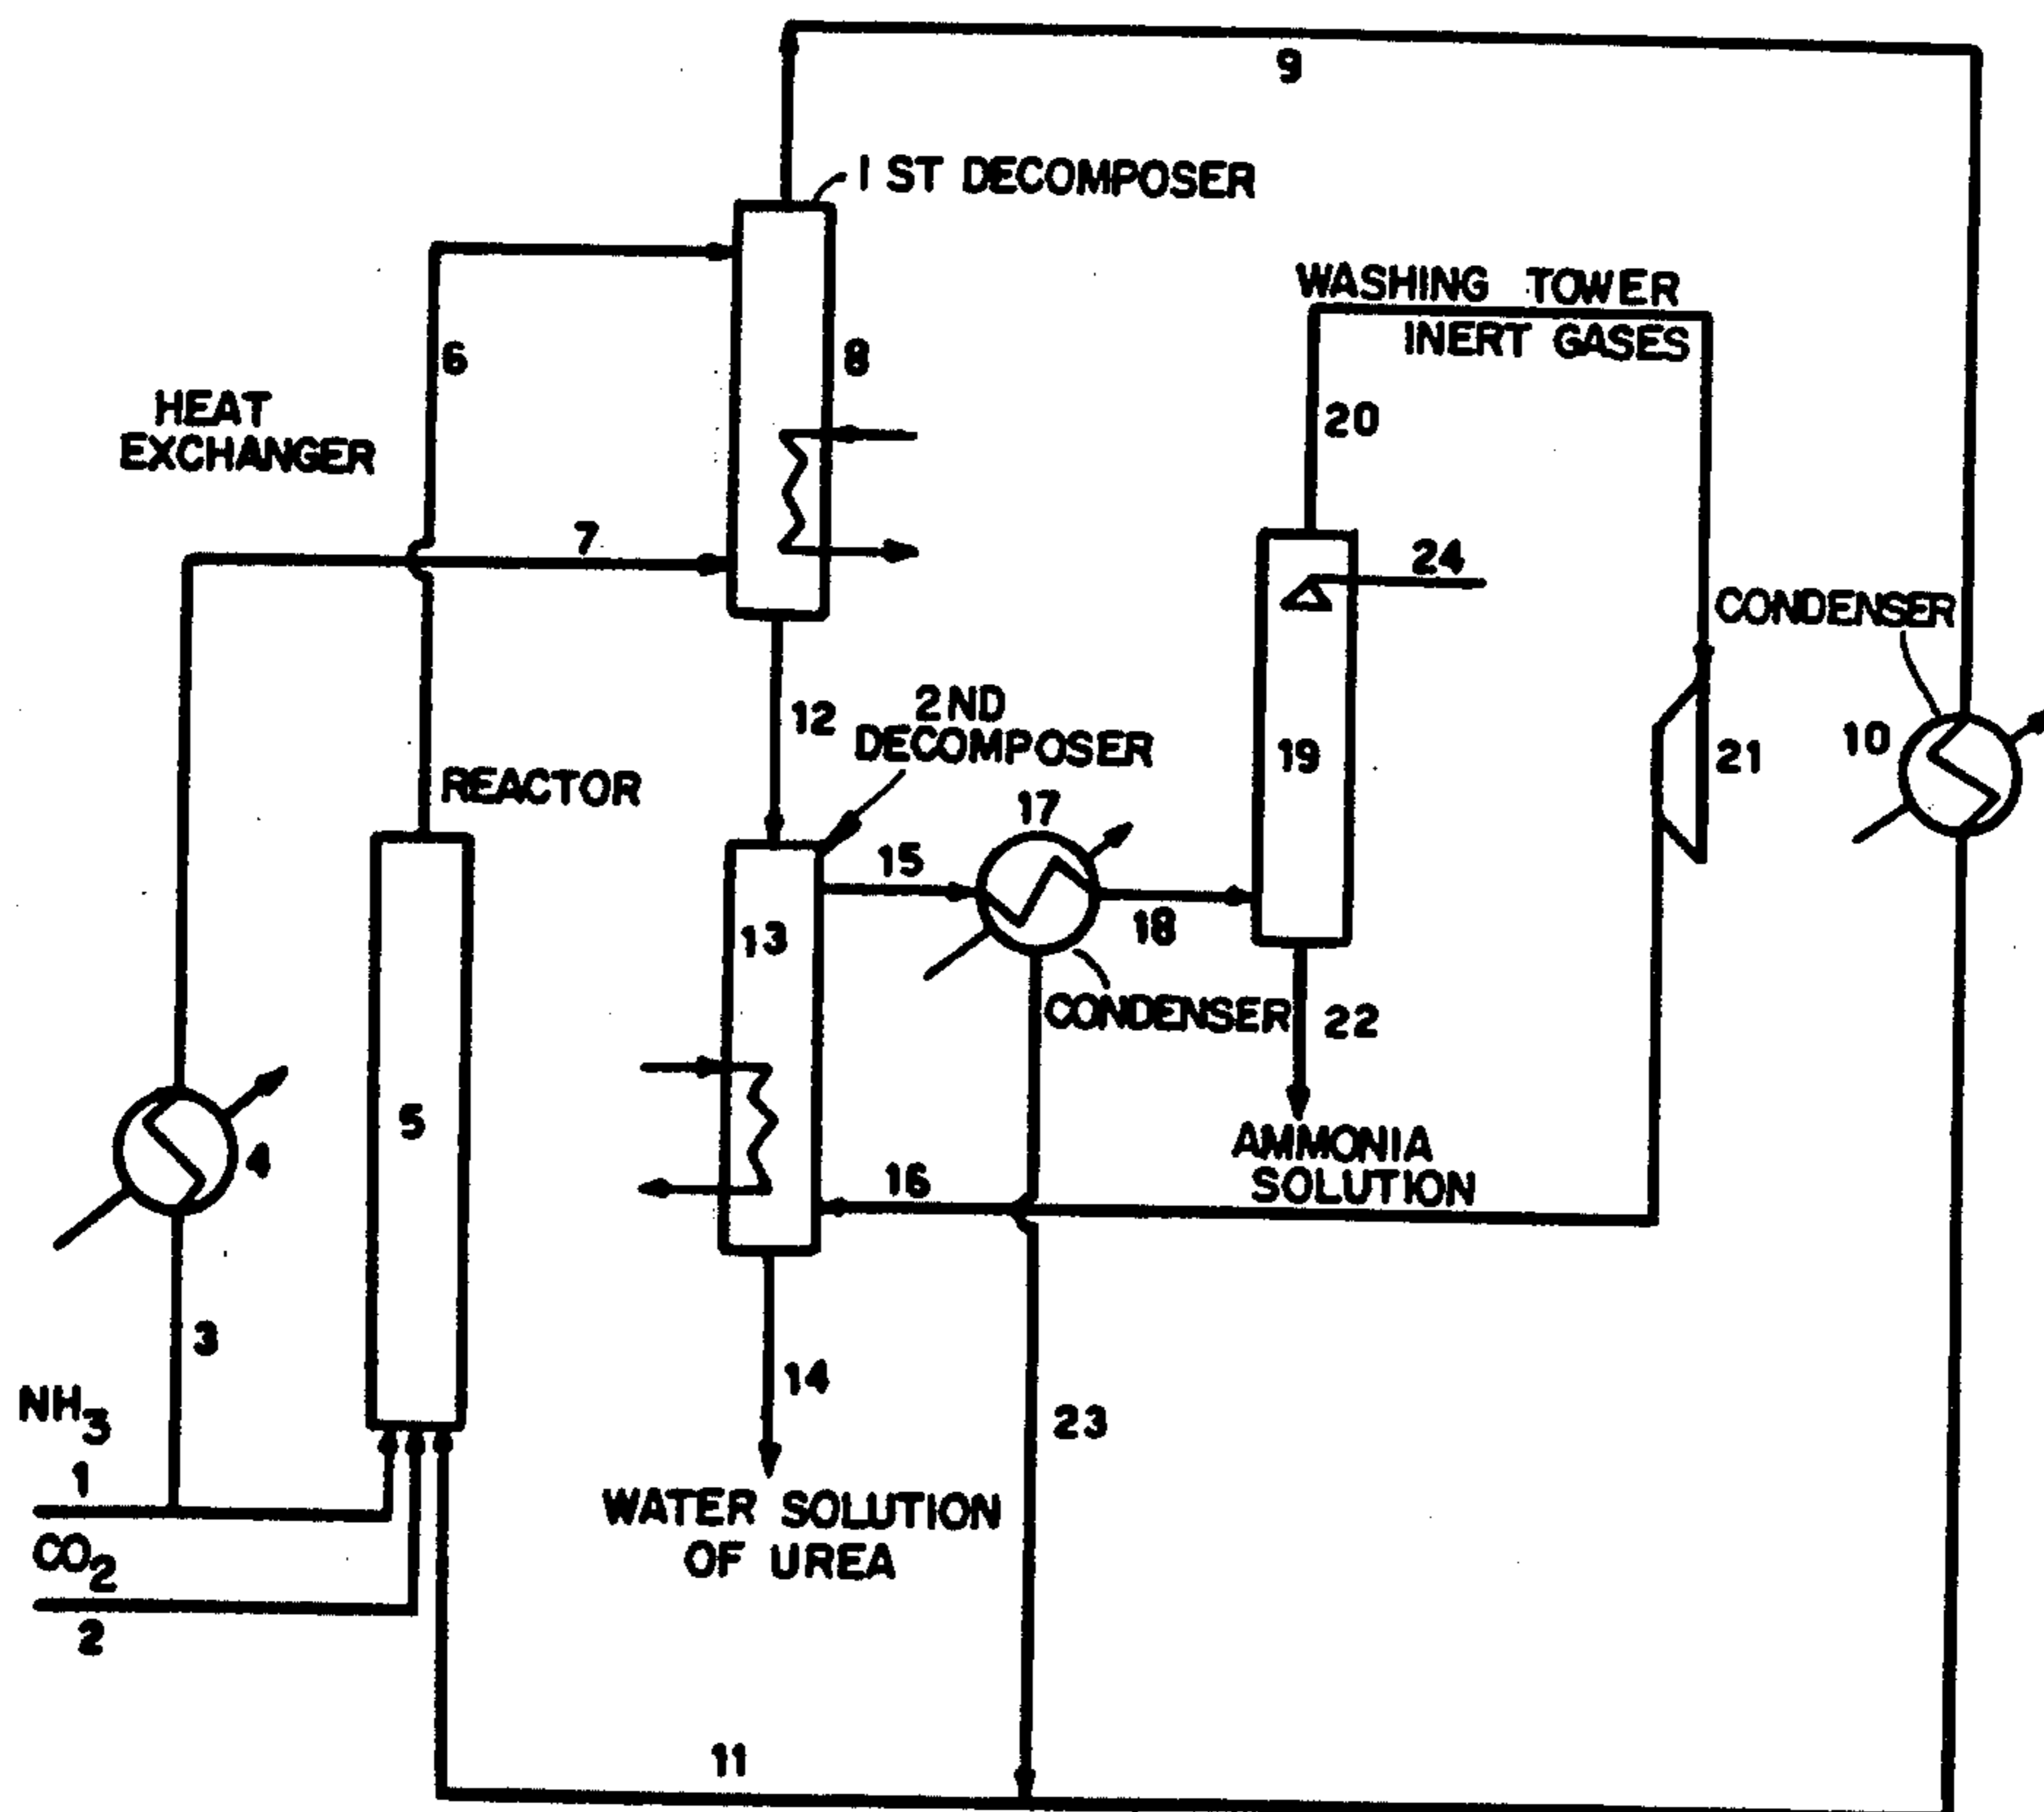 9
1 ST DECOMPOSER
WASHING TOWER
INERT GASES
6
8
HEAT
EXCHANGER
20
7
24
CONDENSER
12
2ND
DECOMPOSER
10
19
21
REACTOR
17
15
13
18
CONDENSER
22
5
4
AMMONIA
SOLUTION
16
3
14
NH3
23
1
WATER SOLUTION
OF UREA
CO2
2
11